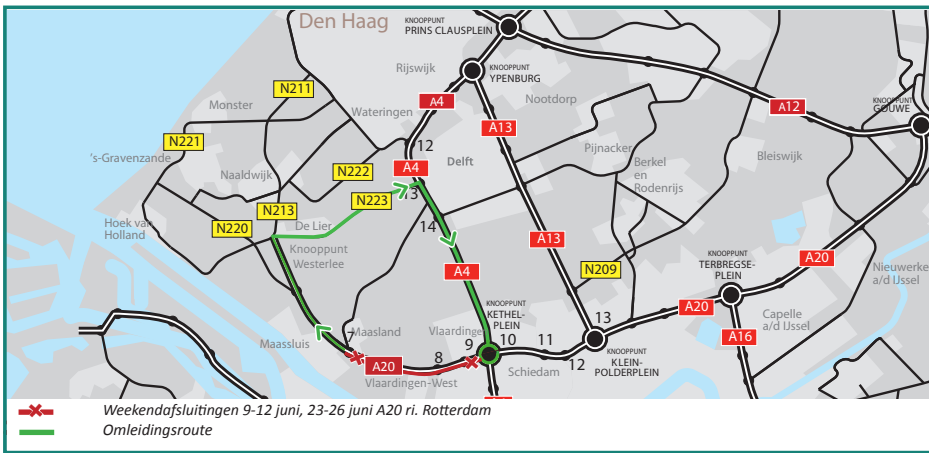 Den Haag
KNOOPPUNT
PRINS CLAUSPLEIN
Rijswijk
KNOOPPUNT
YPENBURG
N211
Monster
Wateringen
A4
Nootdorp
A12
KNOOPPUNT
GOUWE
A13
N221
12
's-Gravenzande
Delft
Pijnacker
Bleiswijk
Berkel
en
Rodenrijs
A4
Naaldwijk
N222
13
N223
N213
Hoek van
Holland
N220
De Lier
14
A13
Knooppunt
Westerlee
KNOOPPUNT
TERBREGSE-
PLEIN
A20
N209
A4
Nieuwerke
a/d IJssel
KNOOPPUNT
KETHEL-
PLEIN
A20
Capelle
a/d IJssel
13
Maassluis
7
Maasland
Vlaardinge
9
10
11
A16
A20
8
12
KNOOPPUNT
KLEIN-
POLDERPLEIN
Schiedam
Vlaardingen-West
Weekendafsluitingen 9-12 juni, 23-26 juni A20 ri. Rotterdam
Omleidingsroute